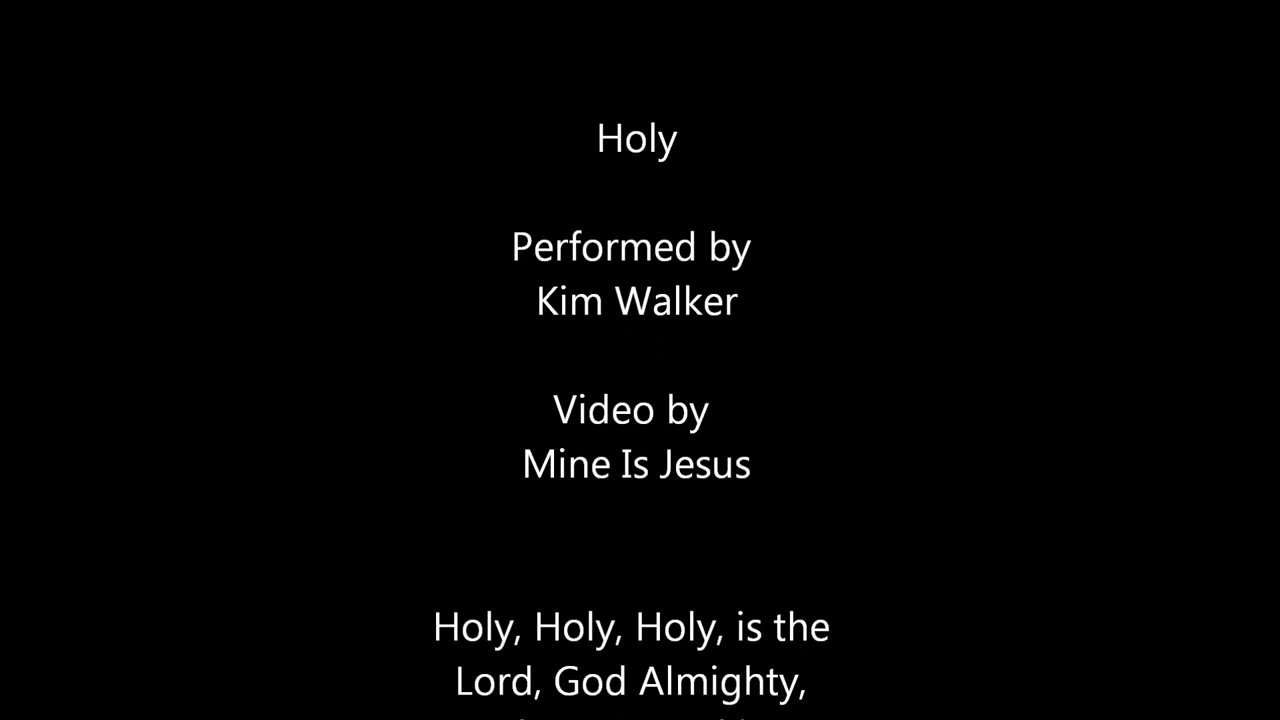 Holy
Performed by
Kim Walker
Video by
Mine Is Jesus
Holy, Holy, Holy, is the
Lord, God Almighty,